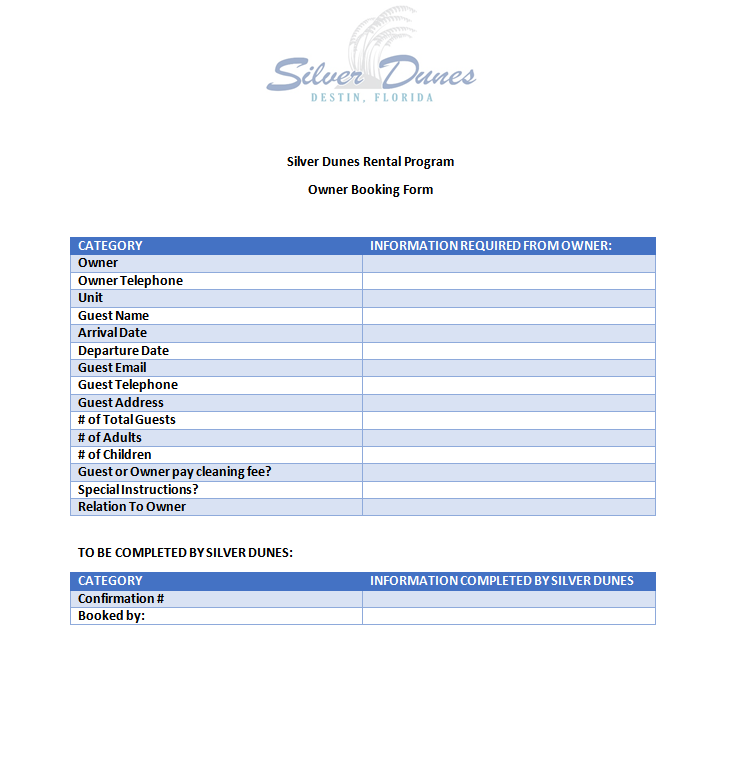 Silver Dunes
DESTIN, FLORIDA
Silver Dunes Rental Program
Owner Booking Form
CATEGORY INFORMATION REQUIRED FROM OWNER:
Owner
Owner Telephone
Unit
Guest Name
Arrival Date
Departure Date
Guest Email
Guest Telephone
Guest Address
# of Total Guests
# of Adults
# of Children
Guest or Owner pay cleaning fee?
Special Instructions?
Relation To Owner
TO BE COMPLETED BY SILVER DUNES:
CATEGORY INFORMATION COMPLETED BY SILVER DUNES
Confirmation #
Booked by: